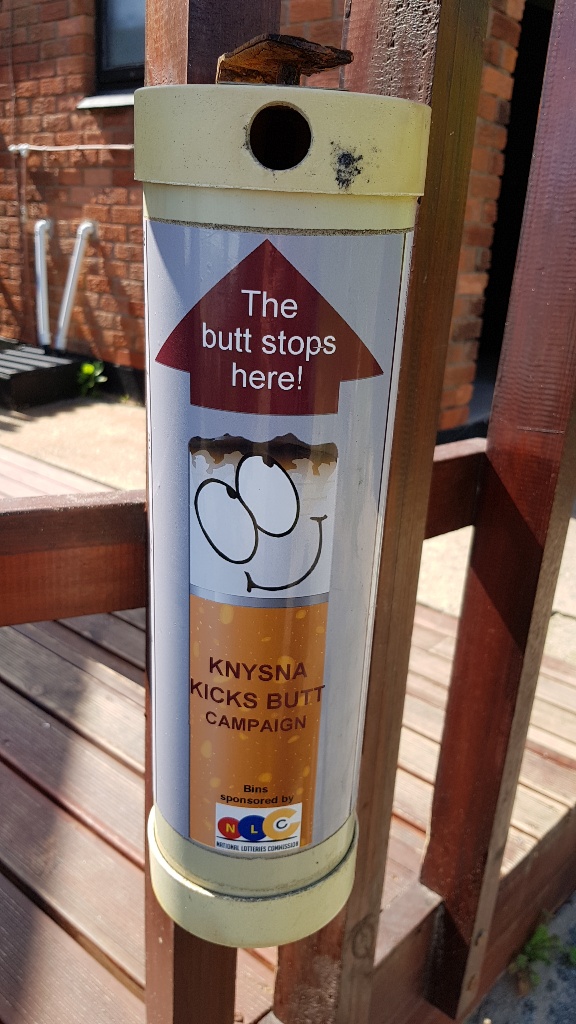 The
butt stops
here!
KNYSNA
KICKS BUTT
CAMPAIGN
Bins
sponsored by
NLC
NATIONAL LOTTERIES COMMISSION